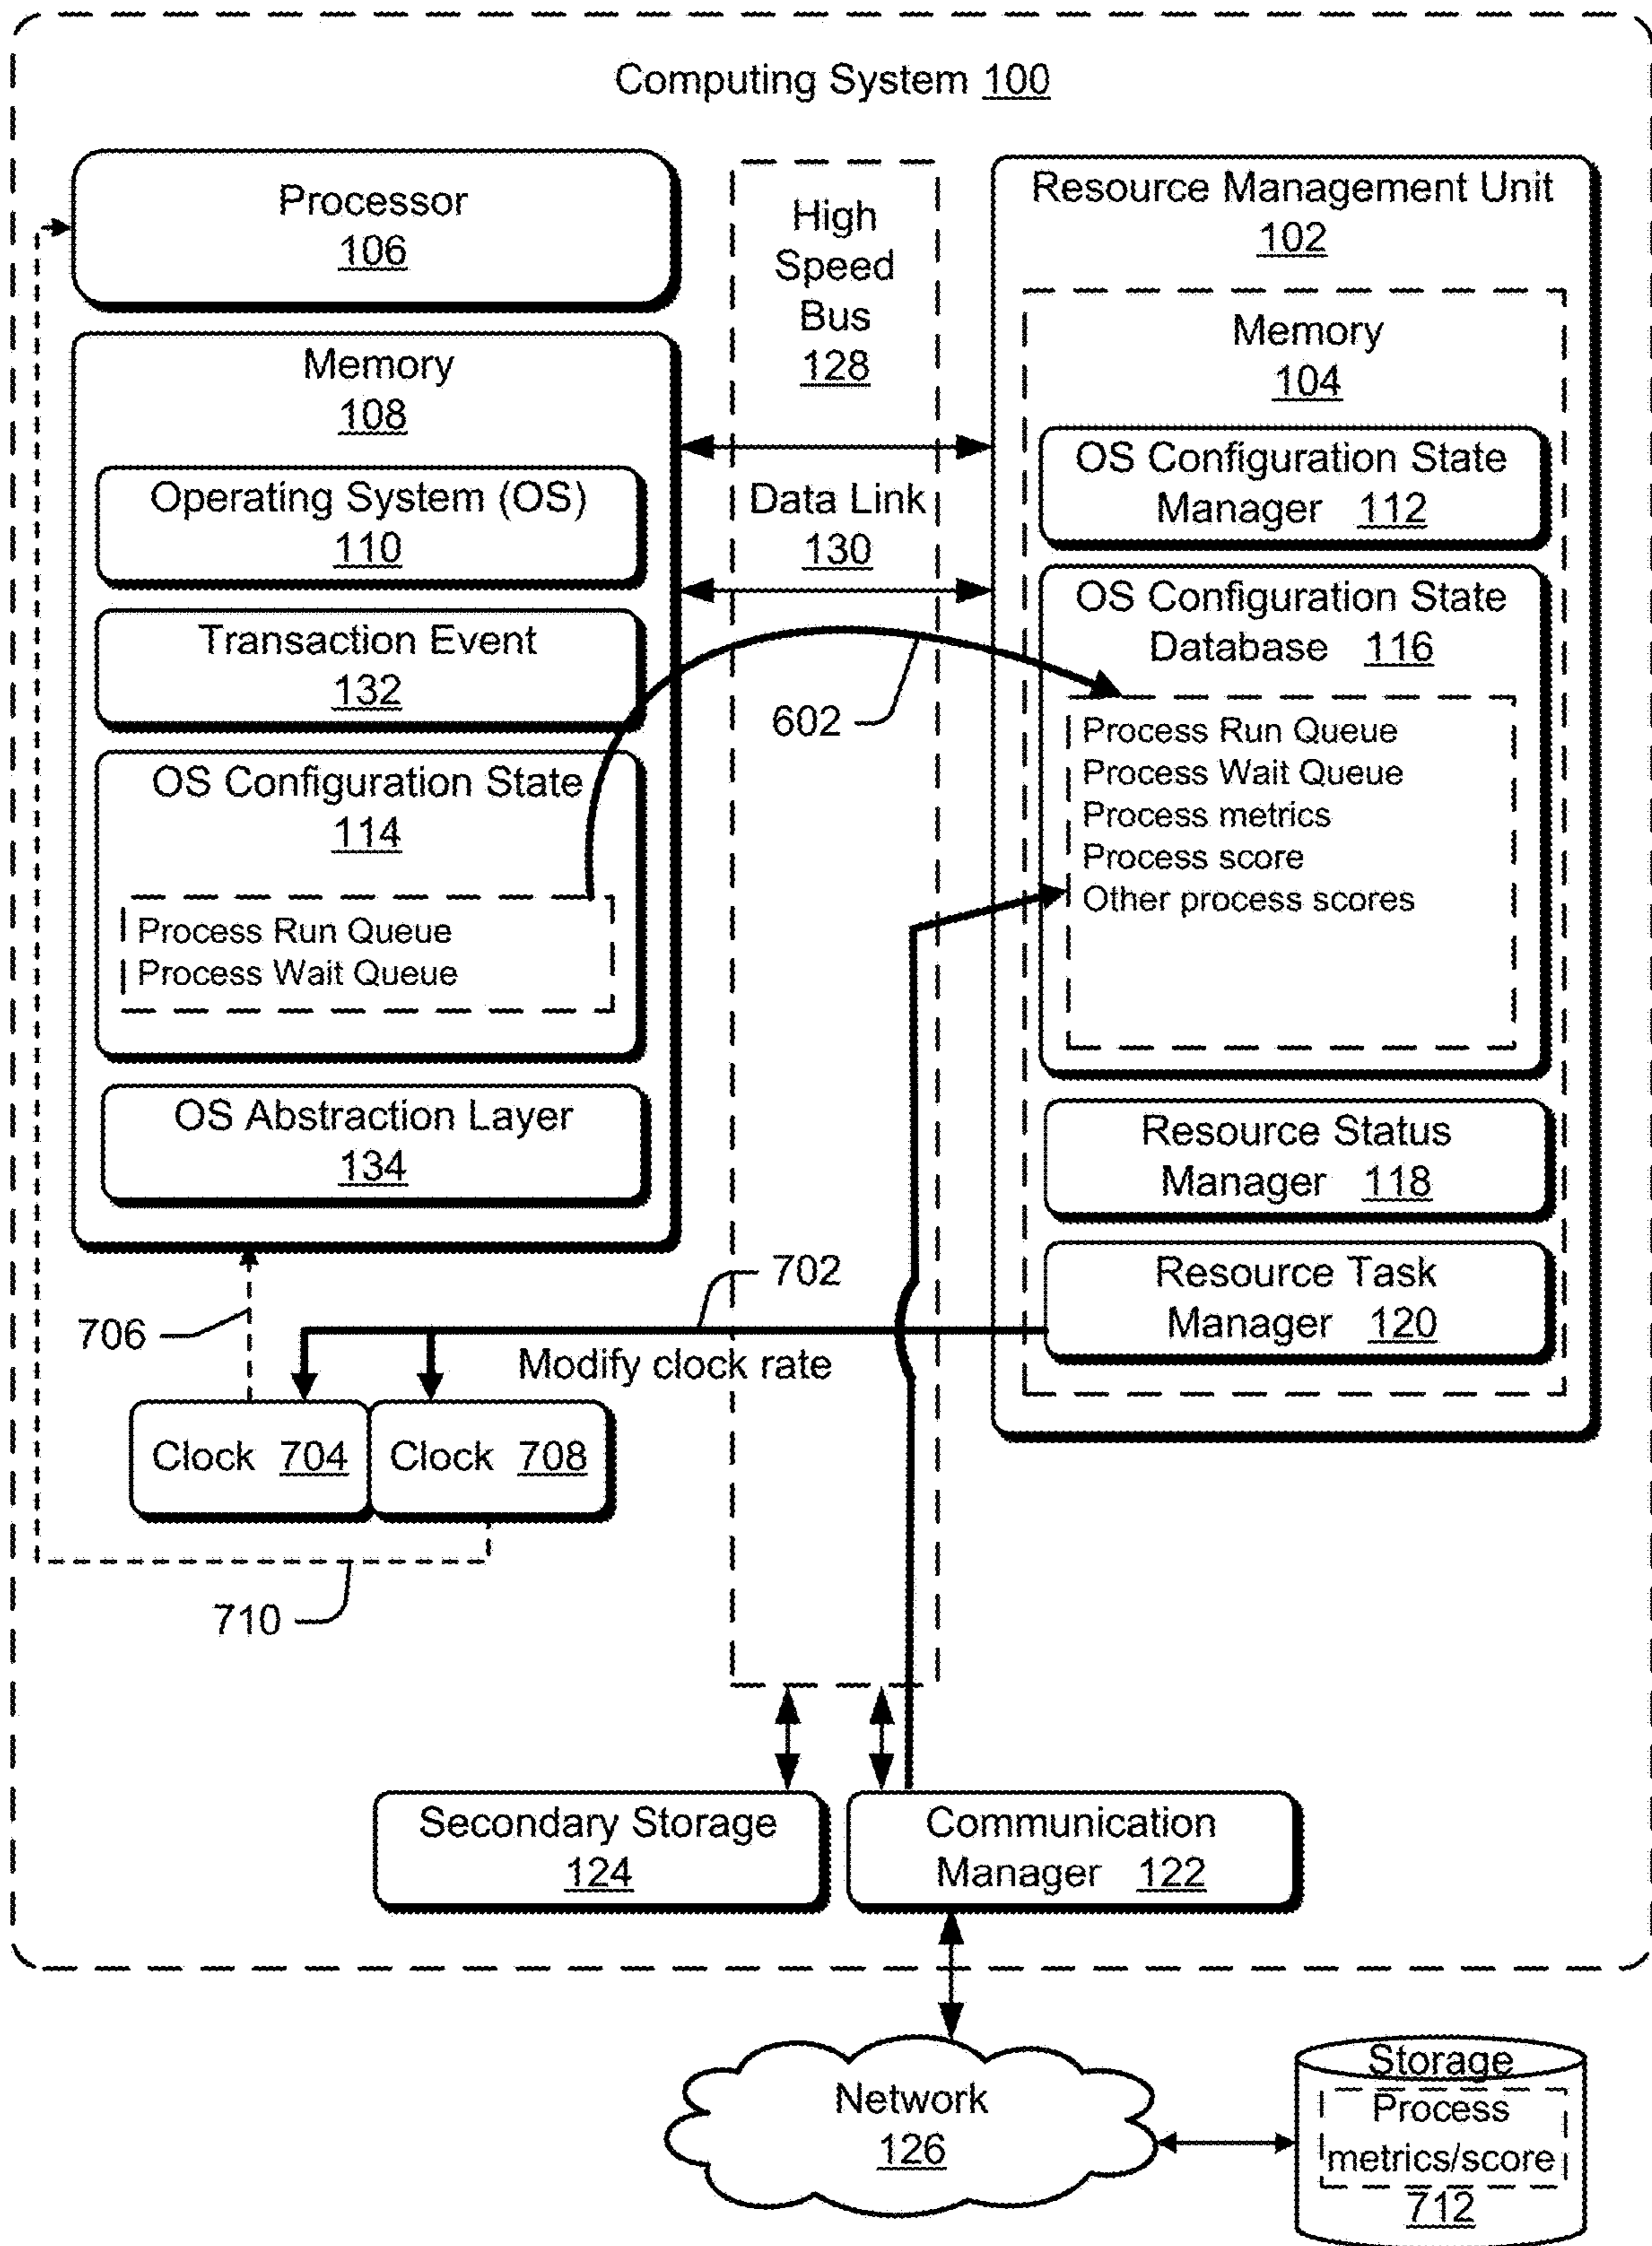 Computing System 100
Processor
106
Memory
108
Operating System (OS)
110
Transaction Event
132
OS Configuration State
114
Process Run Queue
Process Wait Queue
OS Abstraction Layer
134
High
Speed
Bus
128
Data Link
130
602
Resource Management Unit
102
Memory
104
OS Configuration State
Manager 112
OS Configuration State
Database 116
Process Run Queue
Process Wait Queue
Process metrics
Process score
Other process scores
Resource Status
Manager 118
Resource Task
Manager 120
702
706
Modify clock rate
Clock 704
Clock 708
710
Secondary Storage
124
Communication
Manager 122
Network
126
Storage
Process
metrics/score
712